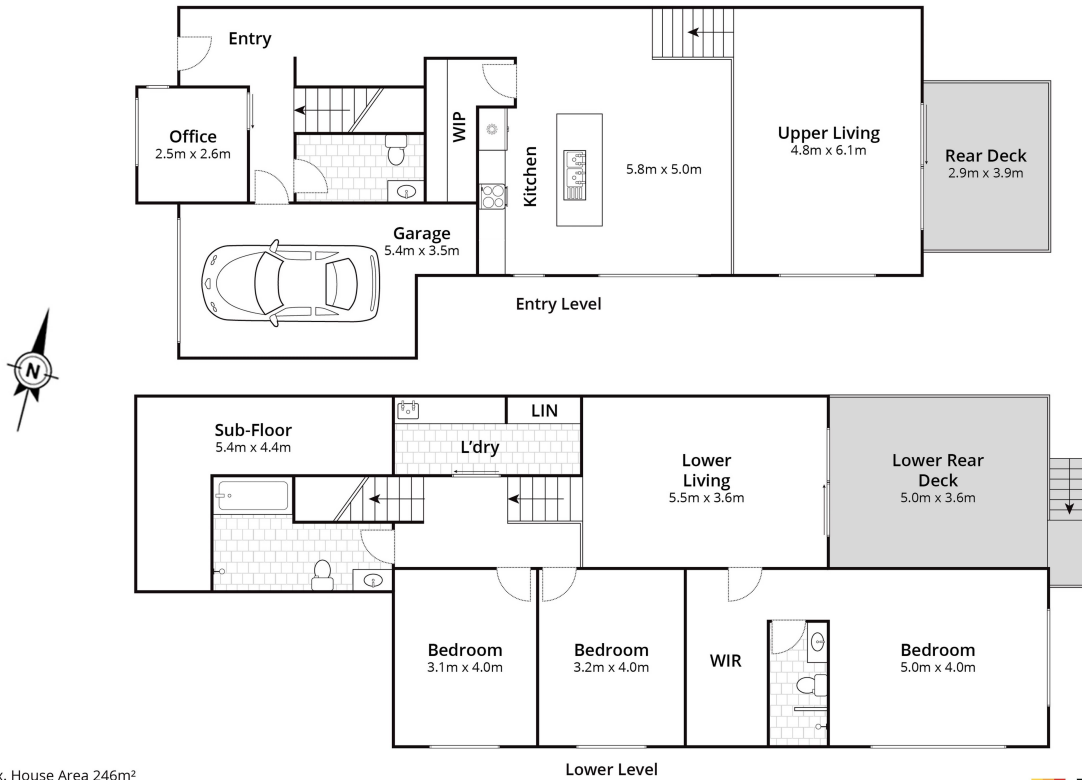 Entry
Office
2.5m x 2.6m
WIP
Kitchen
5.8m x 5.0m
Upper Living
4.8m x 6.1m
Rear Deck
2.9m x 3.9m
Garage
5.4m x 3.5m
Entry Level
N
Sub-Floor
5.4m x 4.4m
LIN
L'dry
Lower
Living
5.5m x 3.6m
Lower Rear
Deck
5.0m x 3.6m
Bedroom
3.1m x 4.0m
Bedroom
3.2m x 4.0m
WIR
Bedroom
5.0m x 4.0m
Lower Level
House Area 246m²